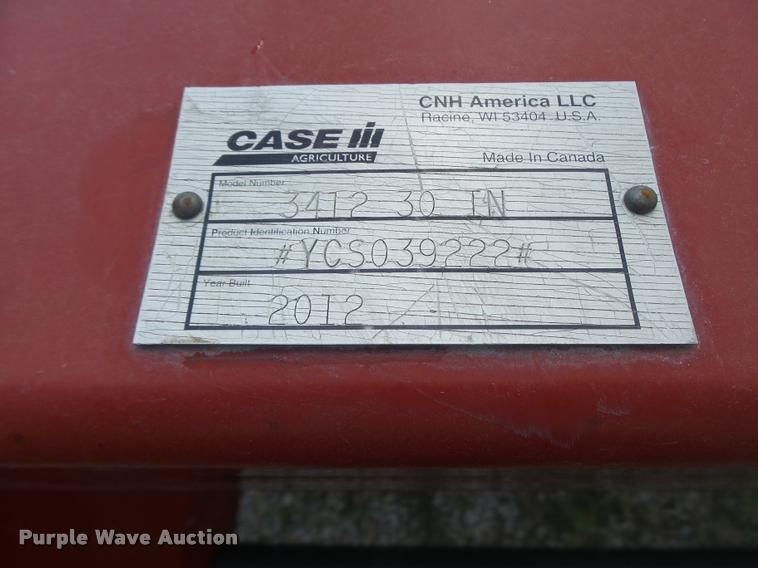 CNH America LLC
Racine, WI 53404 U.S.A.
CASE IH
AGRICULTURE
Made In Canada
Model Number
3412 30 IN
Product Identification Number
#YCS039222#
Year Built
2012
Purple Wave Auction